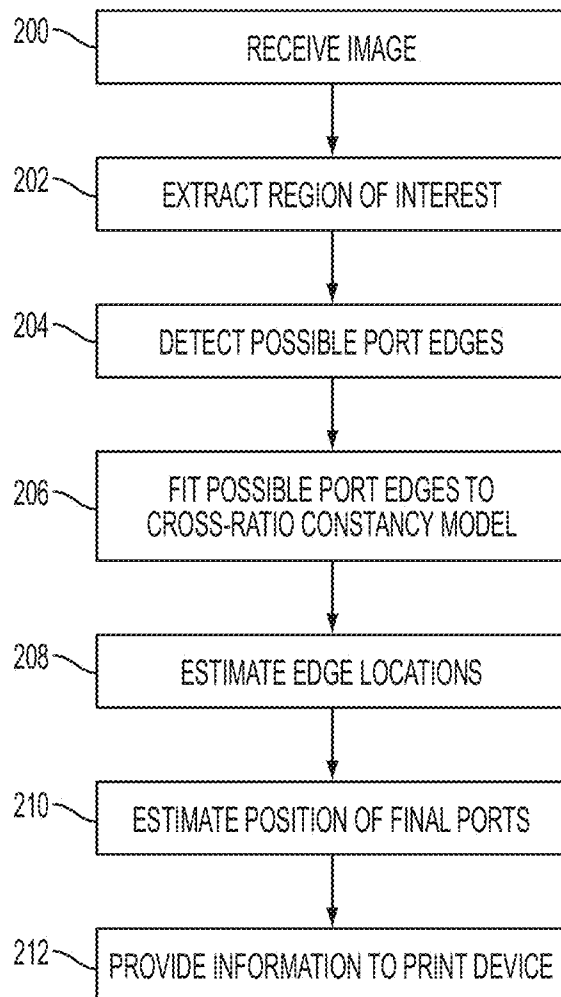 200
RECEIVE IMAGE
202
EXTRACT REGION OF INTEREST
204
DETECT POSSIBLE PORT EDGES
206
FIT POSSIBLE PORT EDGES TO
CROSS-RATIO CONSTANCY MODEL
208
ESTIMATE EDGE LOCATIONS
210
ESTIMATE POSITION OF FINAL PORTS
212
PROVIDE INFORMATION TO PRINT DEVICE